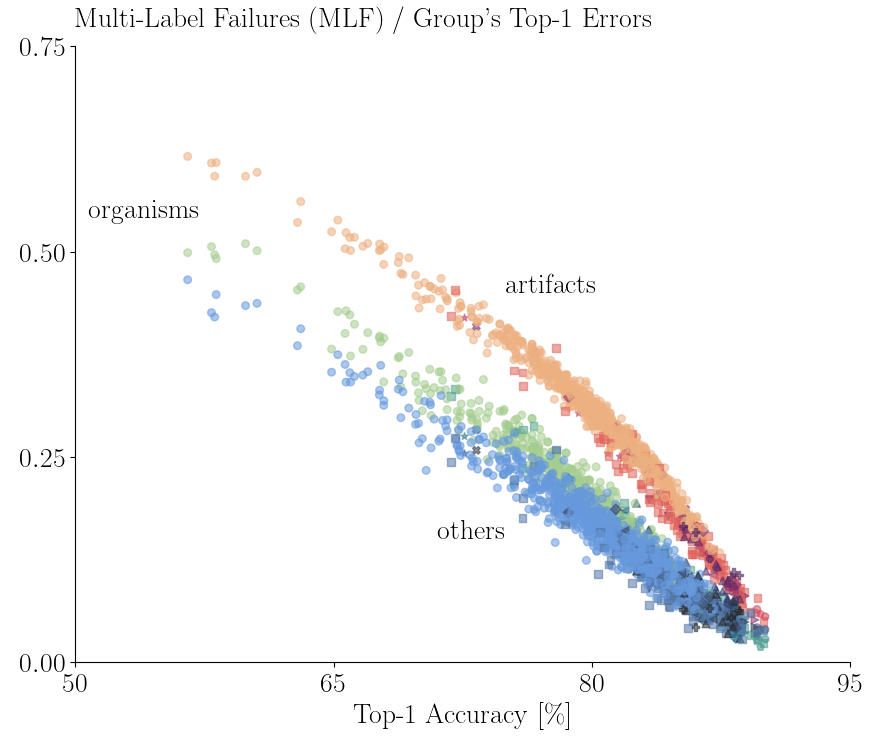 Multi-Label Failures (MLF) / Group's Top-1 Errors
0.75
organisms
0.50
artifacts
0.25
others
0.00
50 65 80 95
Top-1 Accuracy [%]